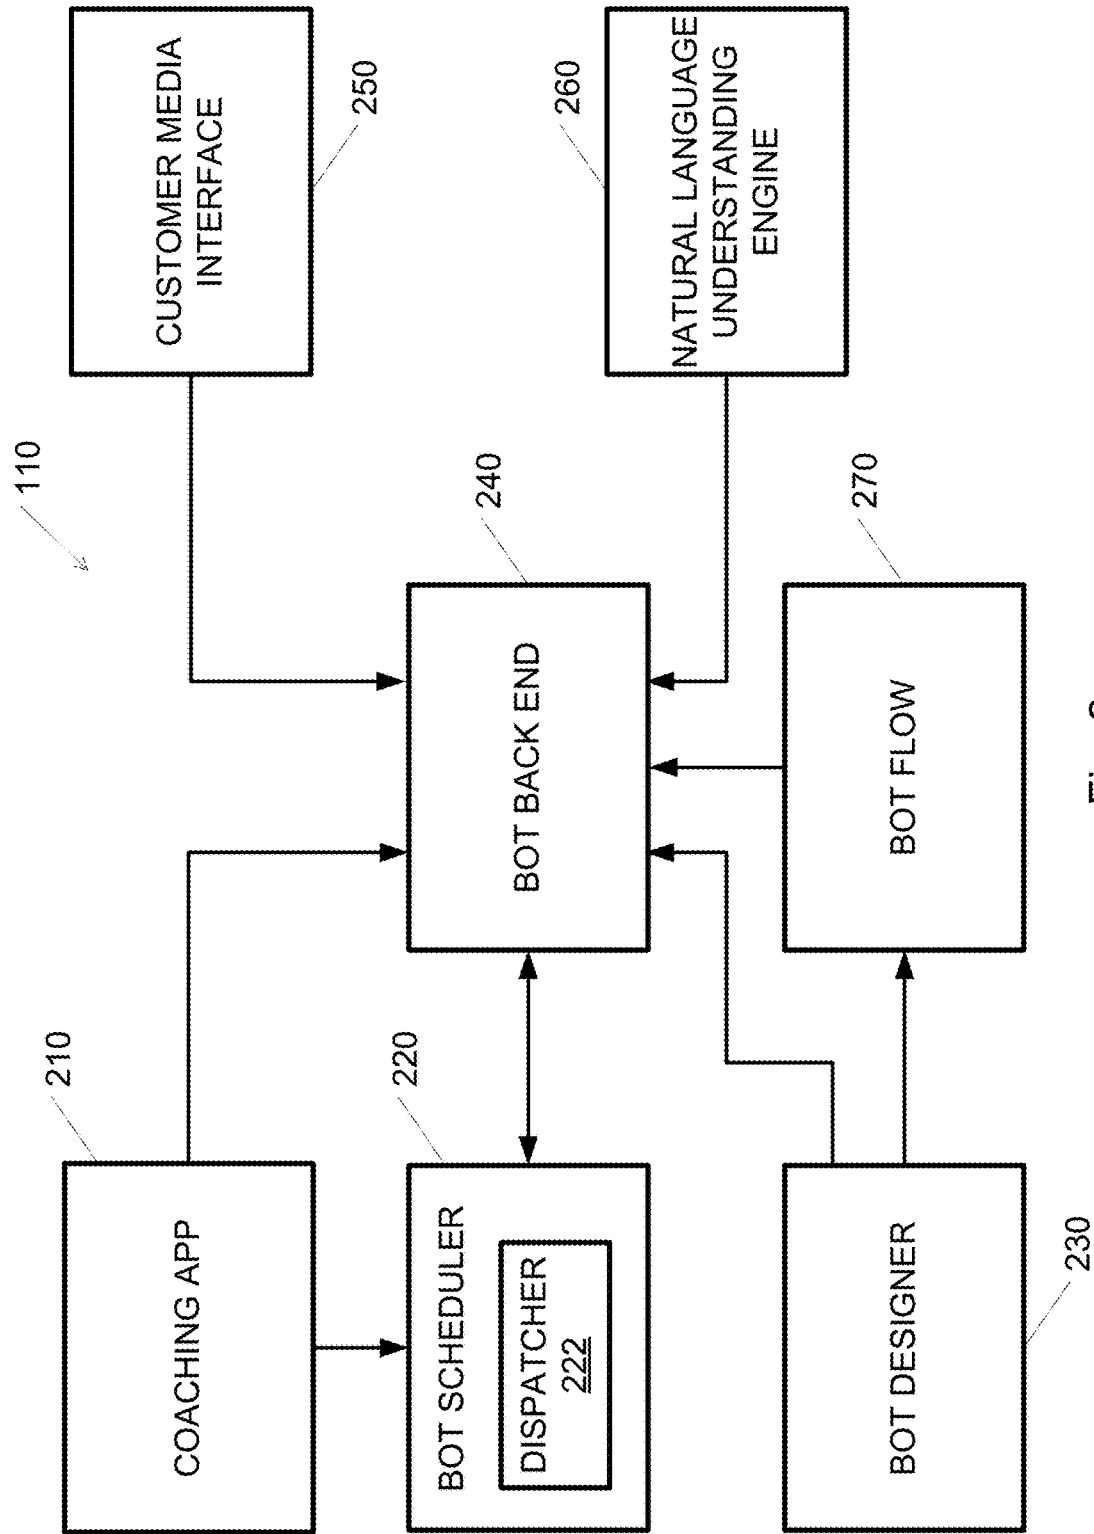 110
210
COACHING APP
CUSTOMER MEDIA
INTERFACE
250
220
BOT SCHEDULER
DISPATCHER
222
240
BOT BACK END
260
NATURAL LANGUAGE
UNDERSTANDING
ENGINE
BOT DESIGNER
230
270
BOT FLOW